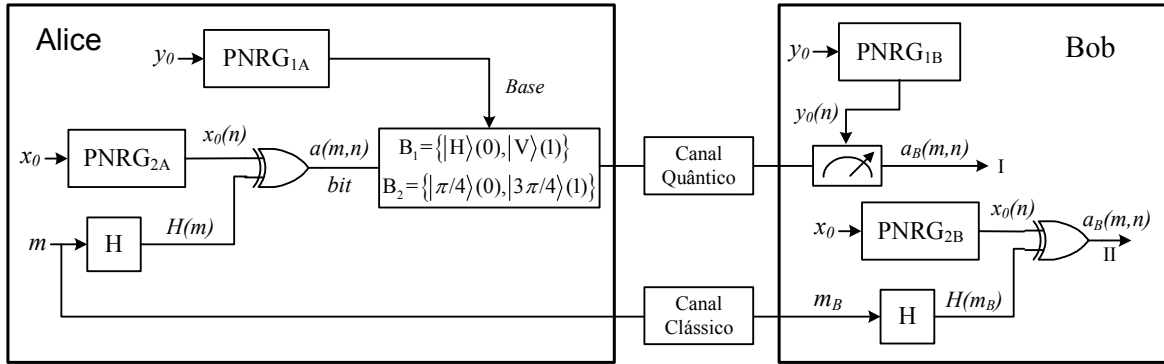 Alice
y0
PNRG1A
Base
x0
PNRG2A
x0(n)
a(m,n)
bit
B1={|H⟩(0),|V⟩(1)}
B2={|π/4⟩(0),|3π/4⟩(1)}
m
H
H(m)
Canal
Quântico
Canal
Clássico
Bob
y0
PNRG1B
y0(n)
aB(m,n)
I
x0
PNRG2B
x0(n)
aB(m,n)
II
mB
H
H(mB)